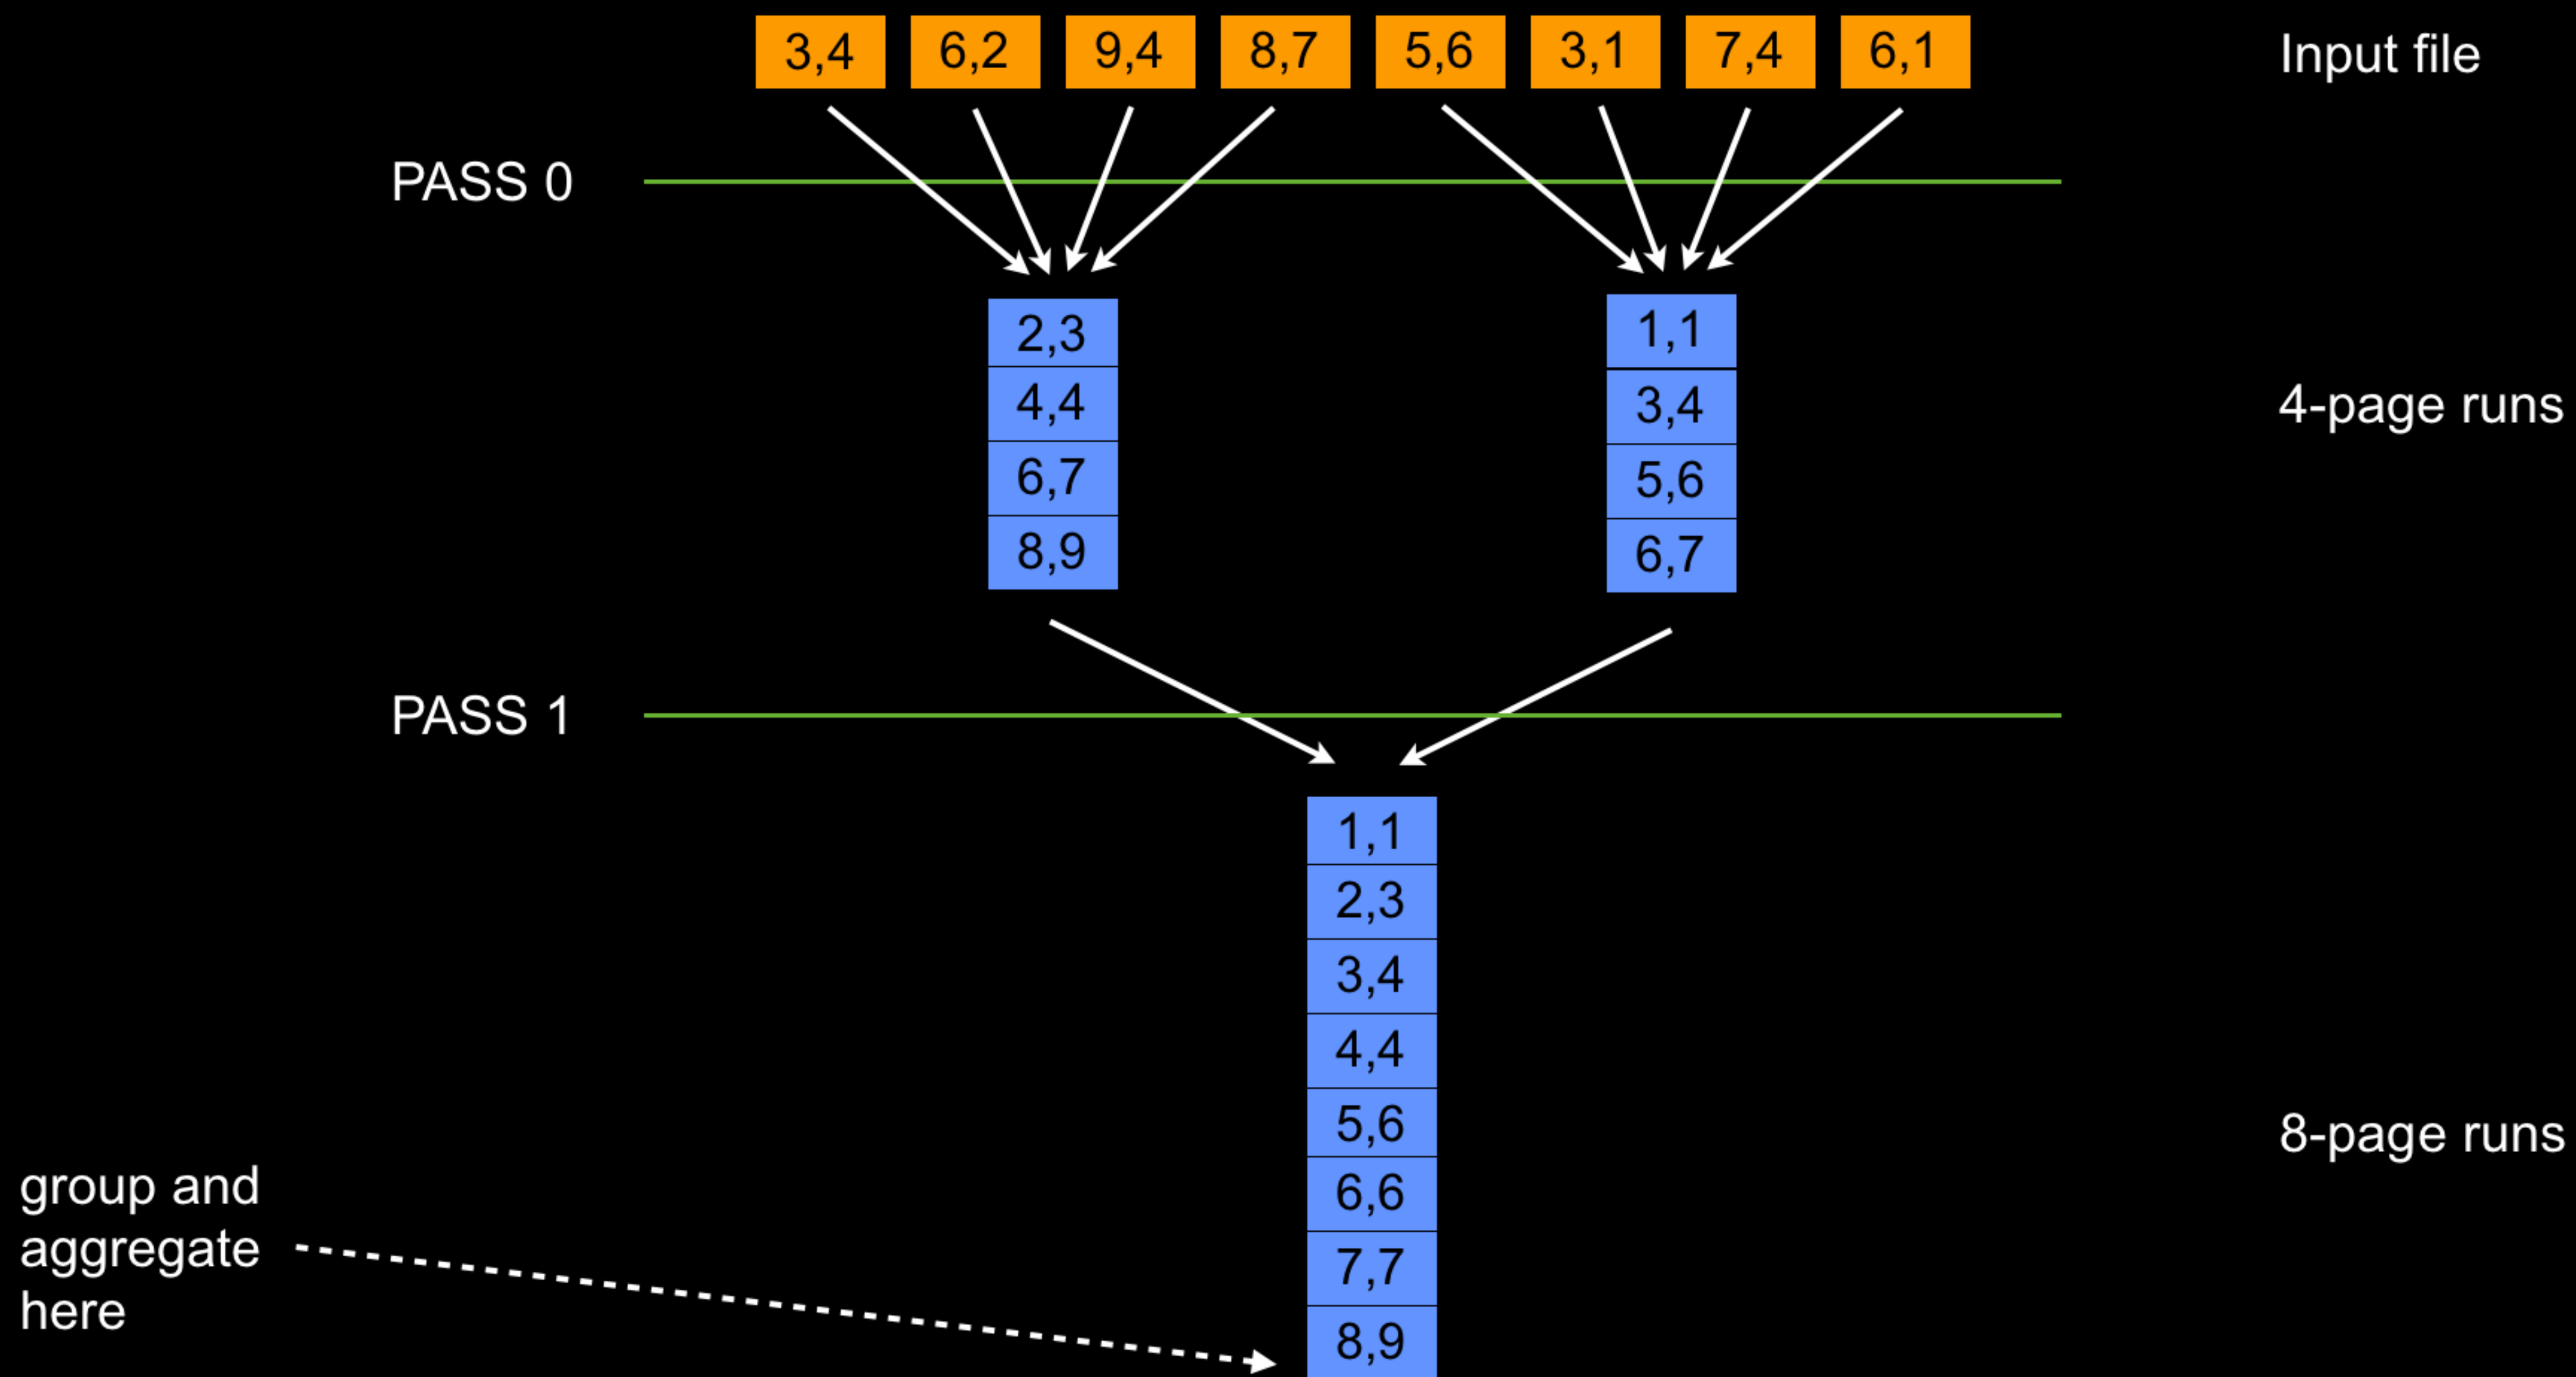 3,4 6,2 9,4 8,7 5,6 3,1 7,4 6,1 Input file
PASS 0
2,3
4,4
6,7
8,9
1,1
3,4
5,6
6,7
4-page runs
PASS 1
1,1
2,3
3,4
4,4
5,6
6,6
7,7
8,9
8-page runs
group and
aggregate
here